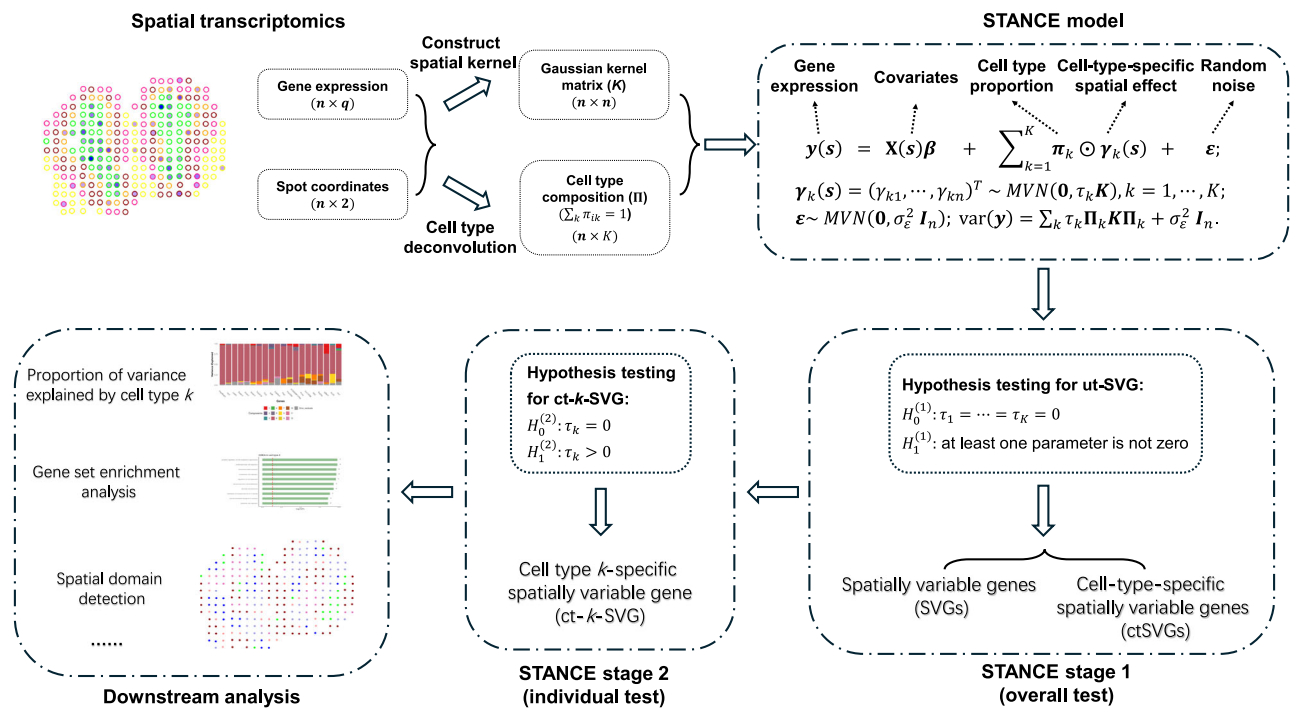 Spatial transcriptomics
Gene expression
(n × q)
Spot coordinates
(n × 2)
Construct
spatial kernel
Cell type
deconvolution
Gaussian kernel
matrix (K)
(n × n)
Cell type
composition (Π)
(∑ₖ πᵢₖ = 1)
(n × K)
STANCE model
Gene
expression
Covariates
Cell type
proportion
Cell-type-specific
spatial effect
Random
noise
y(s) = X(s)β + ∑ₖ₌₁ᴷ πₖ ⊙ γₖ(s) + ε;
γₖ(s) = (γₖ₁, ⋯, γₖₙ)ᵀ ~ MVN(0, τₖK), k = 1, ⋯, K;
ε~ MVN(0, σ_ε² Iₙ); var(y) = ∑ₖ τₖΠₖKΠₖ + σ_ε² Iₙ.
Hypothesis testing for ut-SVG:
H₀⁽¹⁾: τ₁ = ⋯ = τ_K = 0
H₁⁽¹⁾: at least one parameter is not zero
Spatially variable genes
(SVGs)
Cell-type-specific
spatially variable genes
(ctSVGs)
STANCE stage 1
(overall test)
Hypothesis testing
for ct-k-SVG:
H₀⁽²⁾: τₖ = 0
H₁⁽²⁾: τₖ > 0
Cell type k-specific
spatially variable gene
(ct-k-SVG)
STANCE stage 2
(individual test)
Proportion of variance
explained by cell type k
Gene set enrichment
analysis
Spatial domain
detection
......
Downstream analysis